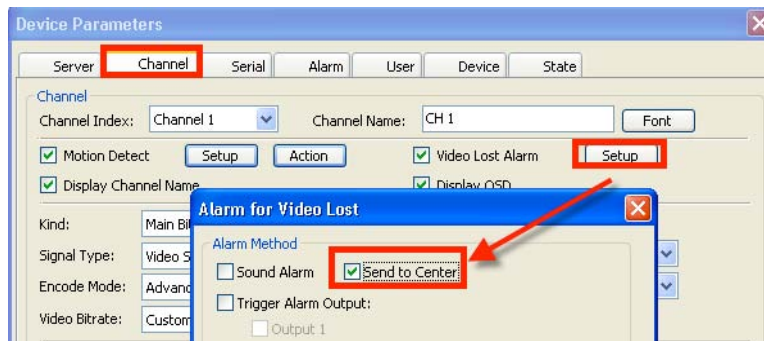 Device Parameters
Server Channel Serial Alarm User Device State
Channel
Channel Index: Channel 1 Channel Name: CH 1 Font
Motion Detect Setup Action Video Lost Alarm Setup
Display Channel Name Display OSD
Alarm for Video Lost
Kind: Main
Alarm Method
Signal Type: Video
Sound Alarm Send to Center
Encode Mode:
Trigger Alarm Output:
Video Bitrate: Custom
Output 1